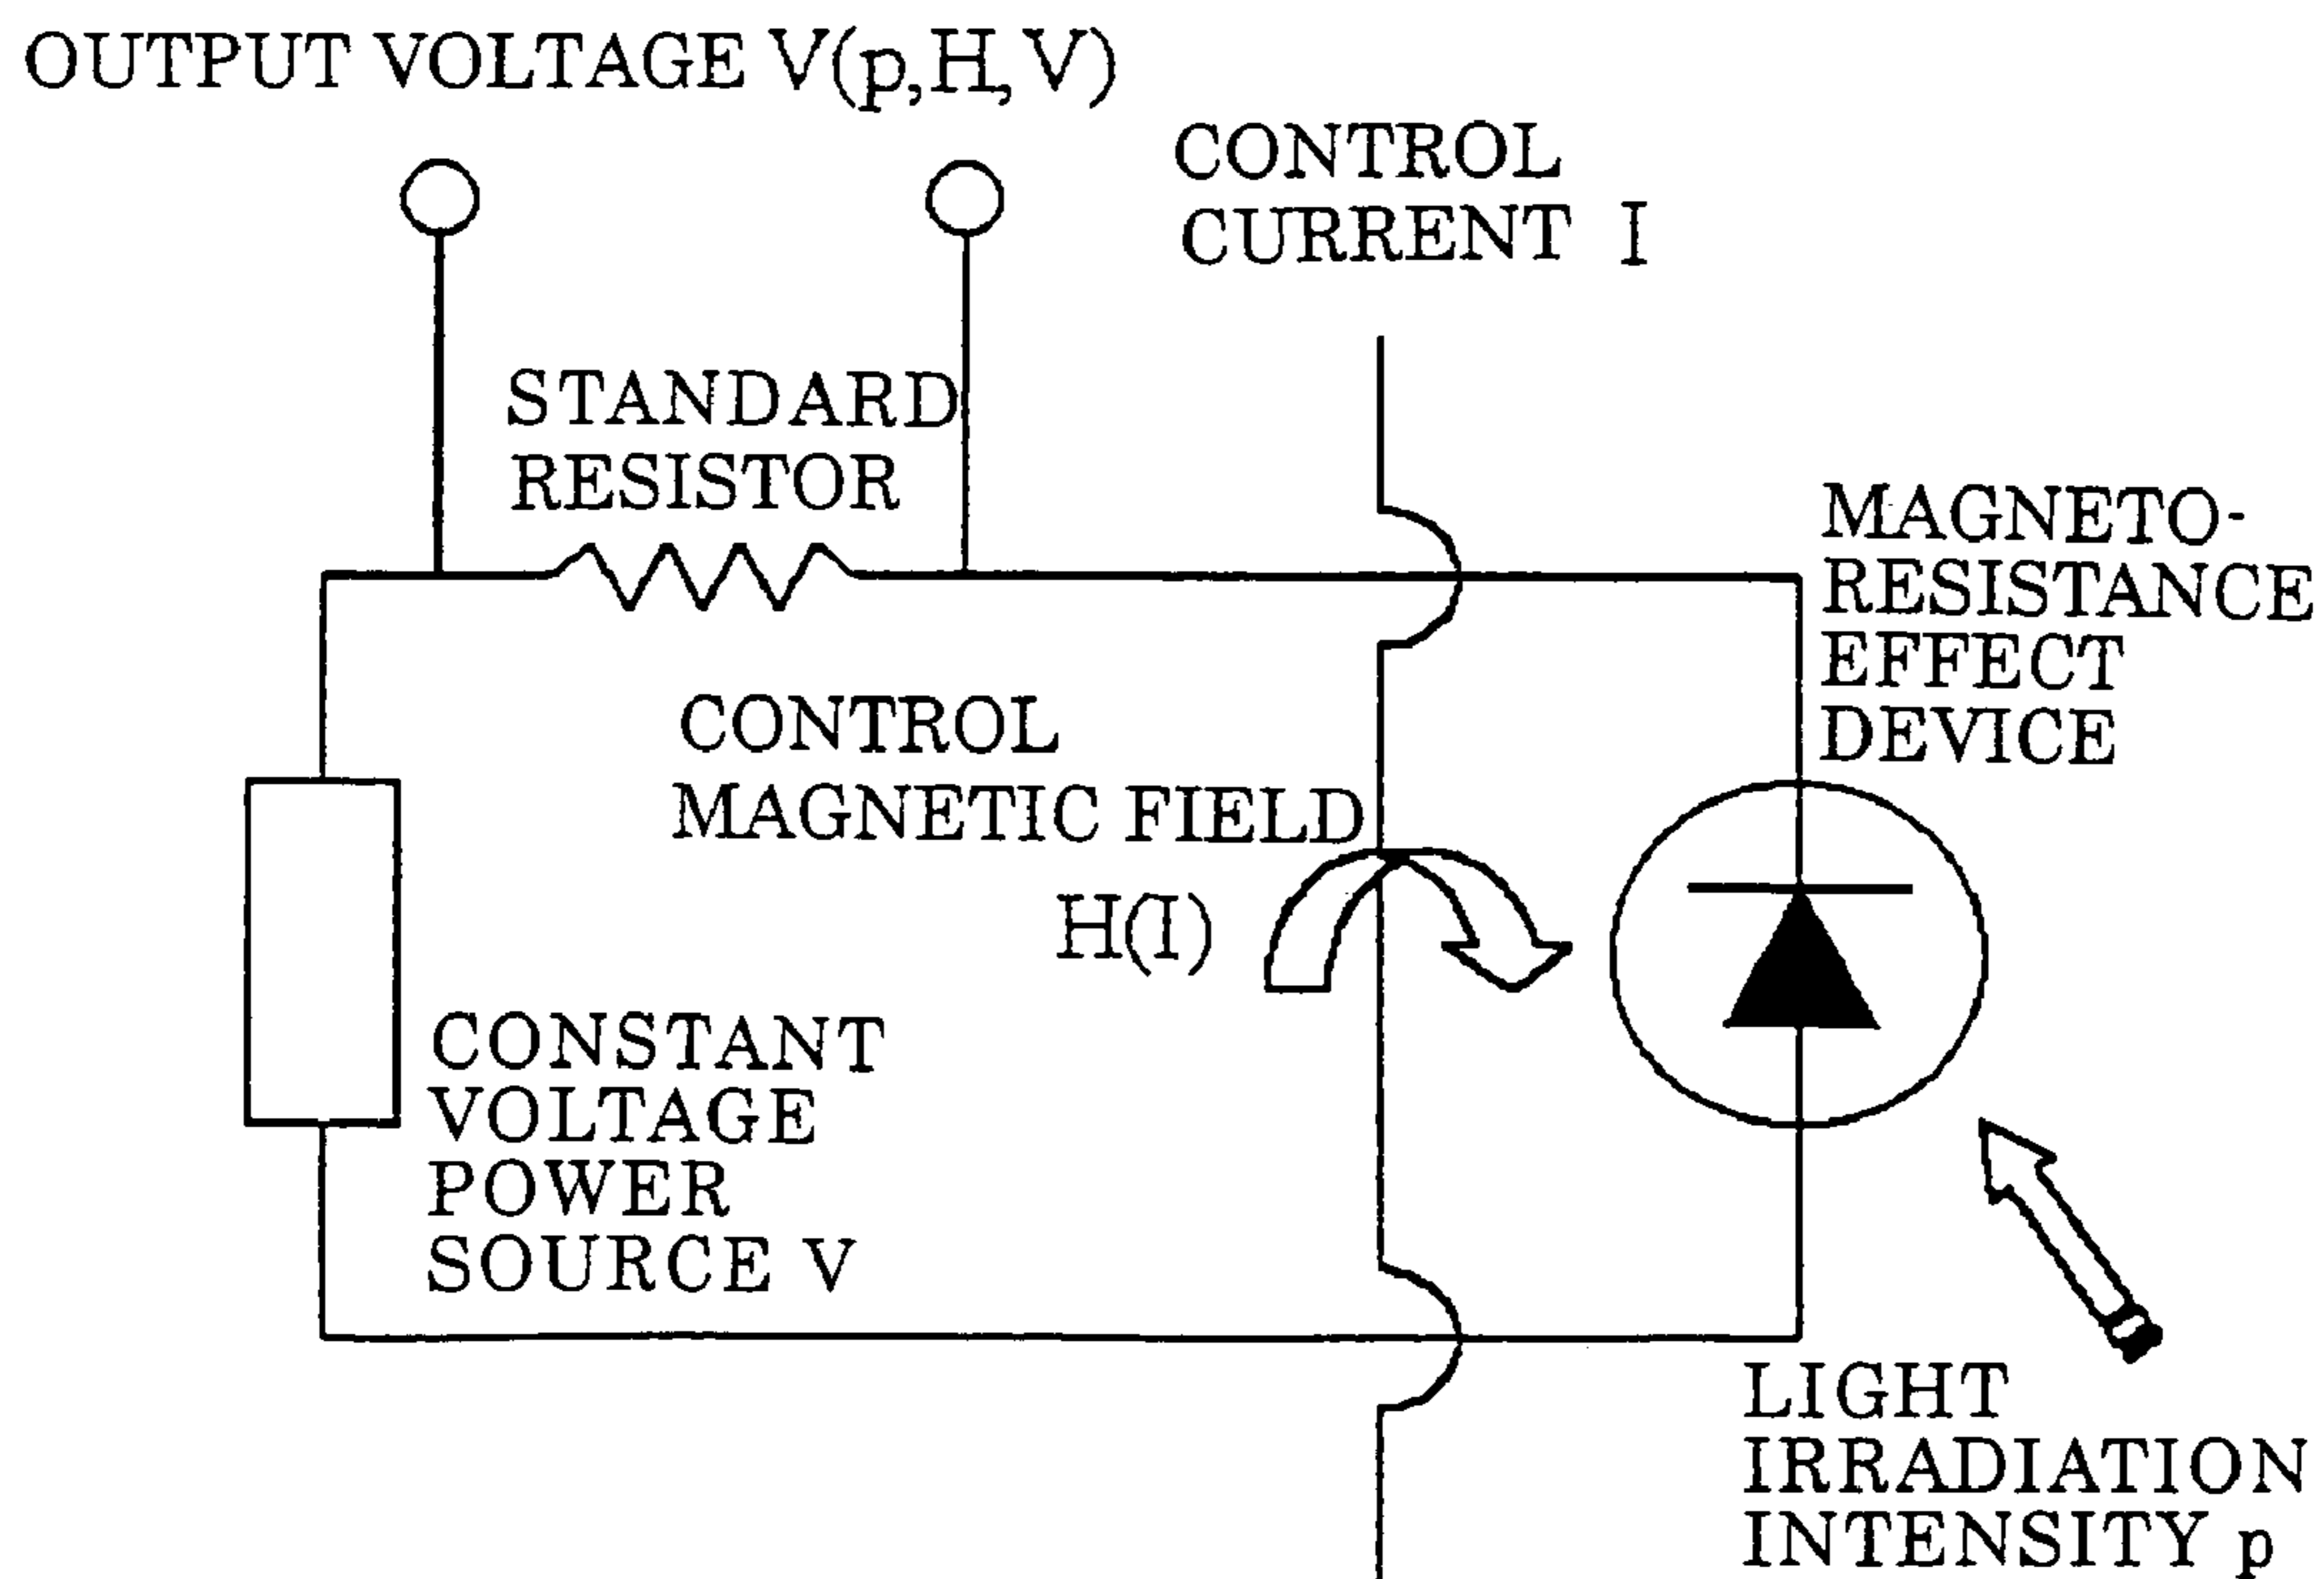 OUTPUT VOLTAGE V(p,H,V)
CONTROL
CURRENT I
STANDARD
RESISTOR
MAGNETO-
RESISTANCE
EFFECT
DEVICE
CONTROL
MAGNETIC FIELD
H(I)
CONSTANT
VOLTAGE
POWER
SOURCE V
LIGHT
IRRADIATION
INTENSITY p